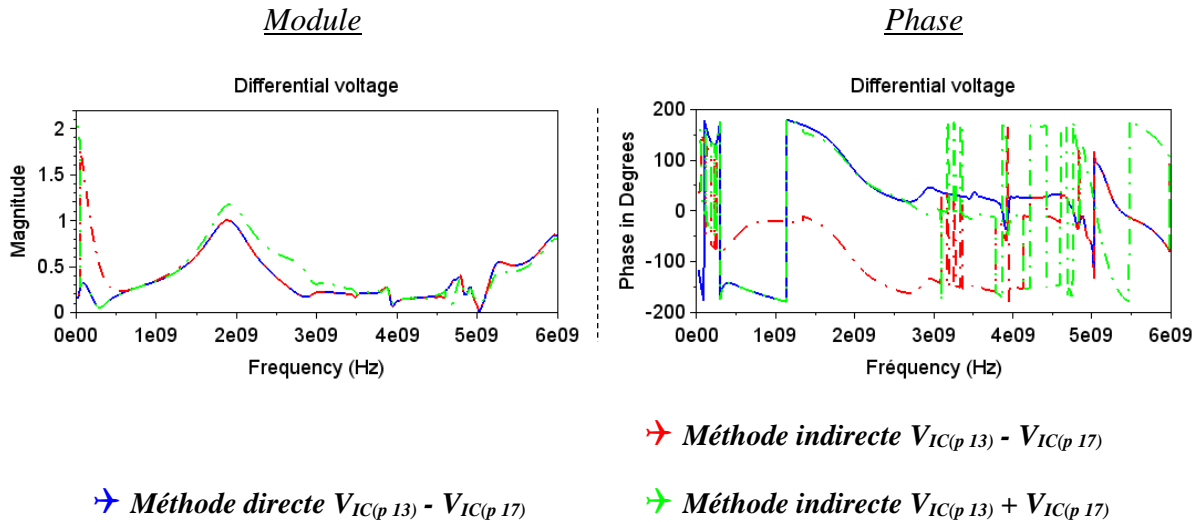 Module
Phase
Differential voltage
Differential voltage
Magnitude
2
1.5
1
0.5
0
0e00 1e09 2e09 3e09 4e09 5e09 6e09
Frequency (Hz)
Phase in Degrees
200
100
0
-100
-200
0e00 1e09 2e09 3e09 4e09 5e09 6e09
Fréquency (Hz)
Méthode indirecte VIC(p 13) - VIC(p 17)
Méthode directe VIC(p 13) - VIC(p 17)
Méthode indirecte VIC(p 13) + VIC(p 17)